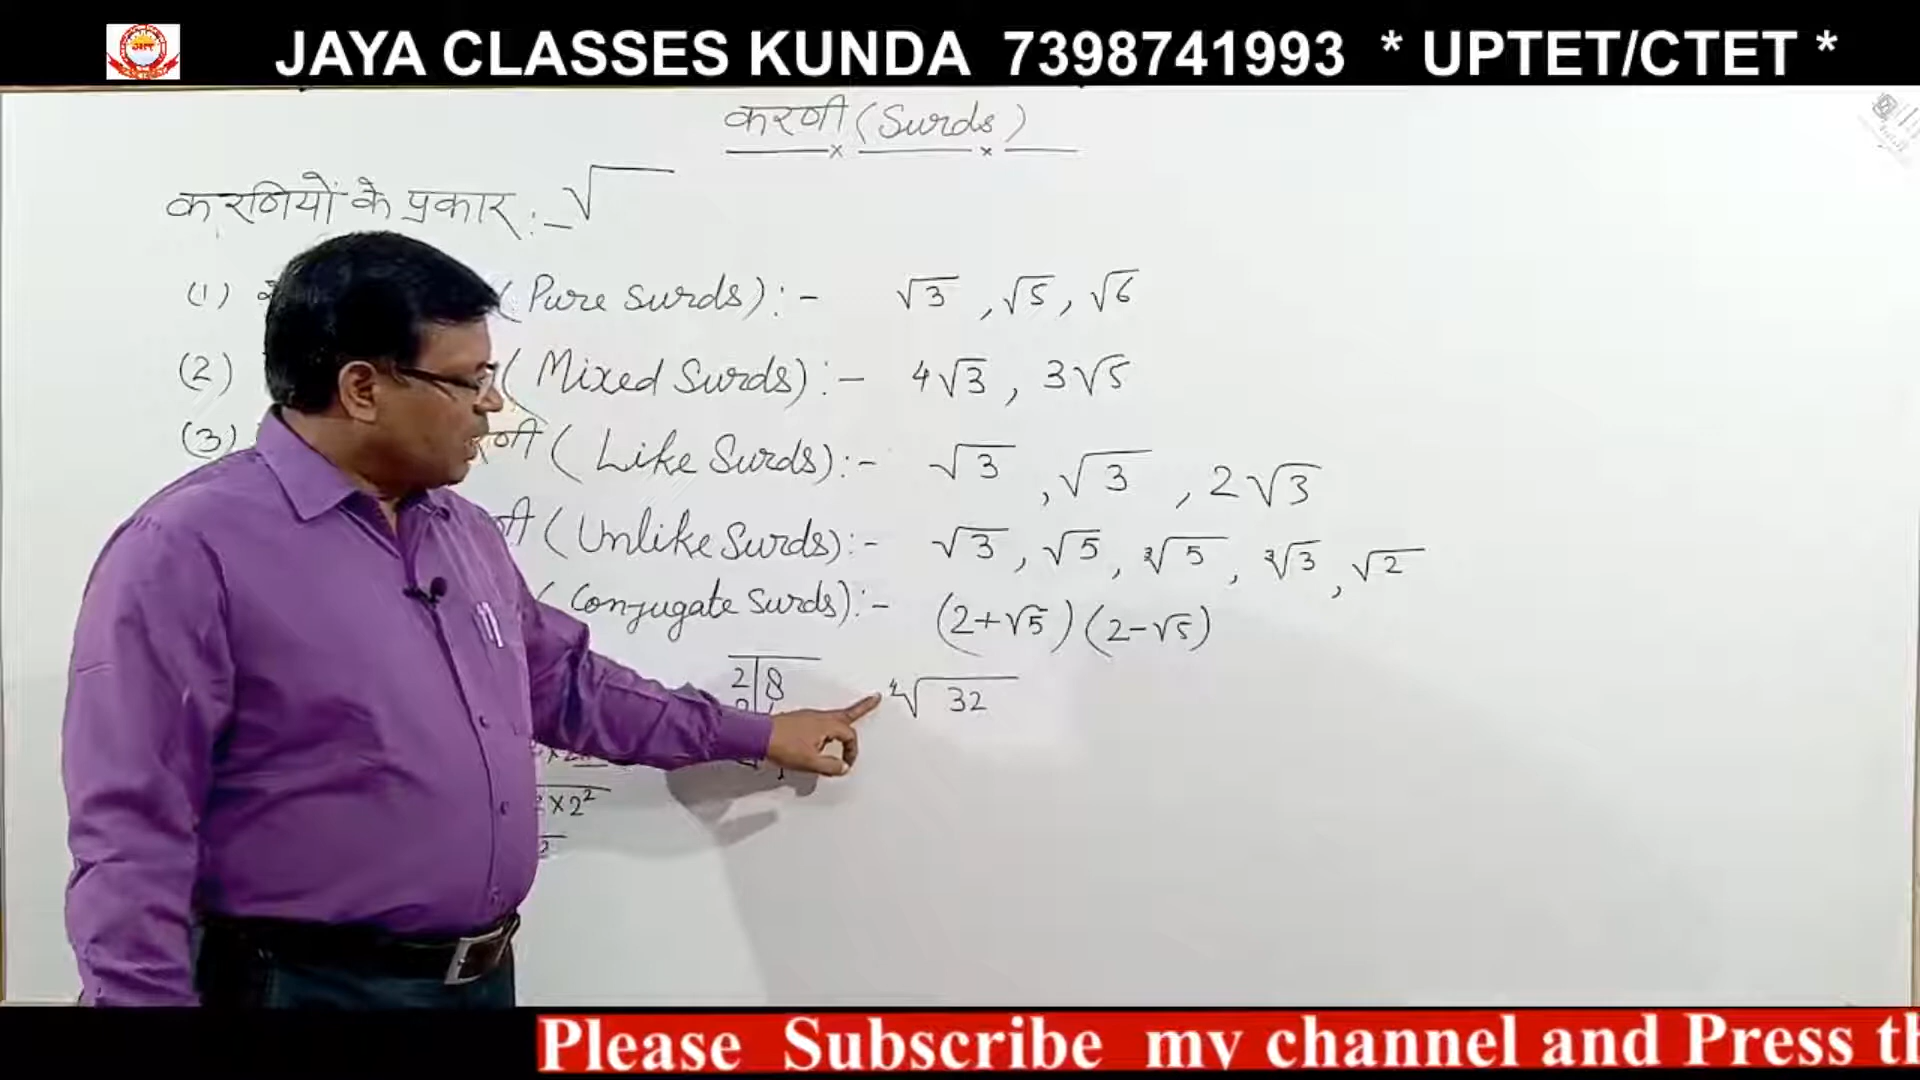 JAYA CLASSES KUNDA 7398741993 * UPTET/CTET *
करणी (Surds)
करणियों के प्रकार :- √
(1) (Pure Surds) :- √3, √5, √6
(2) (Mixed Surds) :- 4√3, 3√5
(3) णी (Like Surds) :- √3, √3, 2√3
णी (Unlike Surds) :- √3, √5, ∛5, ∛3, √2
(Conjugate Surds) :- (2+√5) (2-√5)
2|8 ∜32
×2²
2
Please Subscribe my channel and Press th